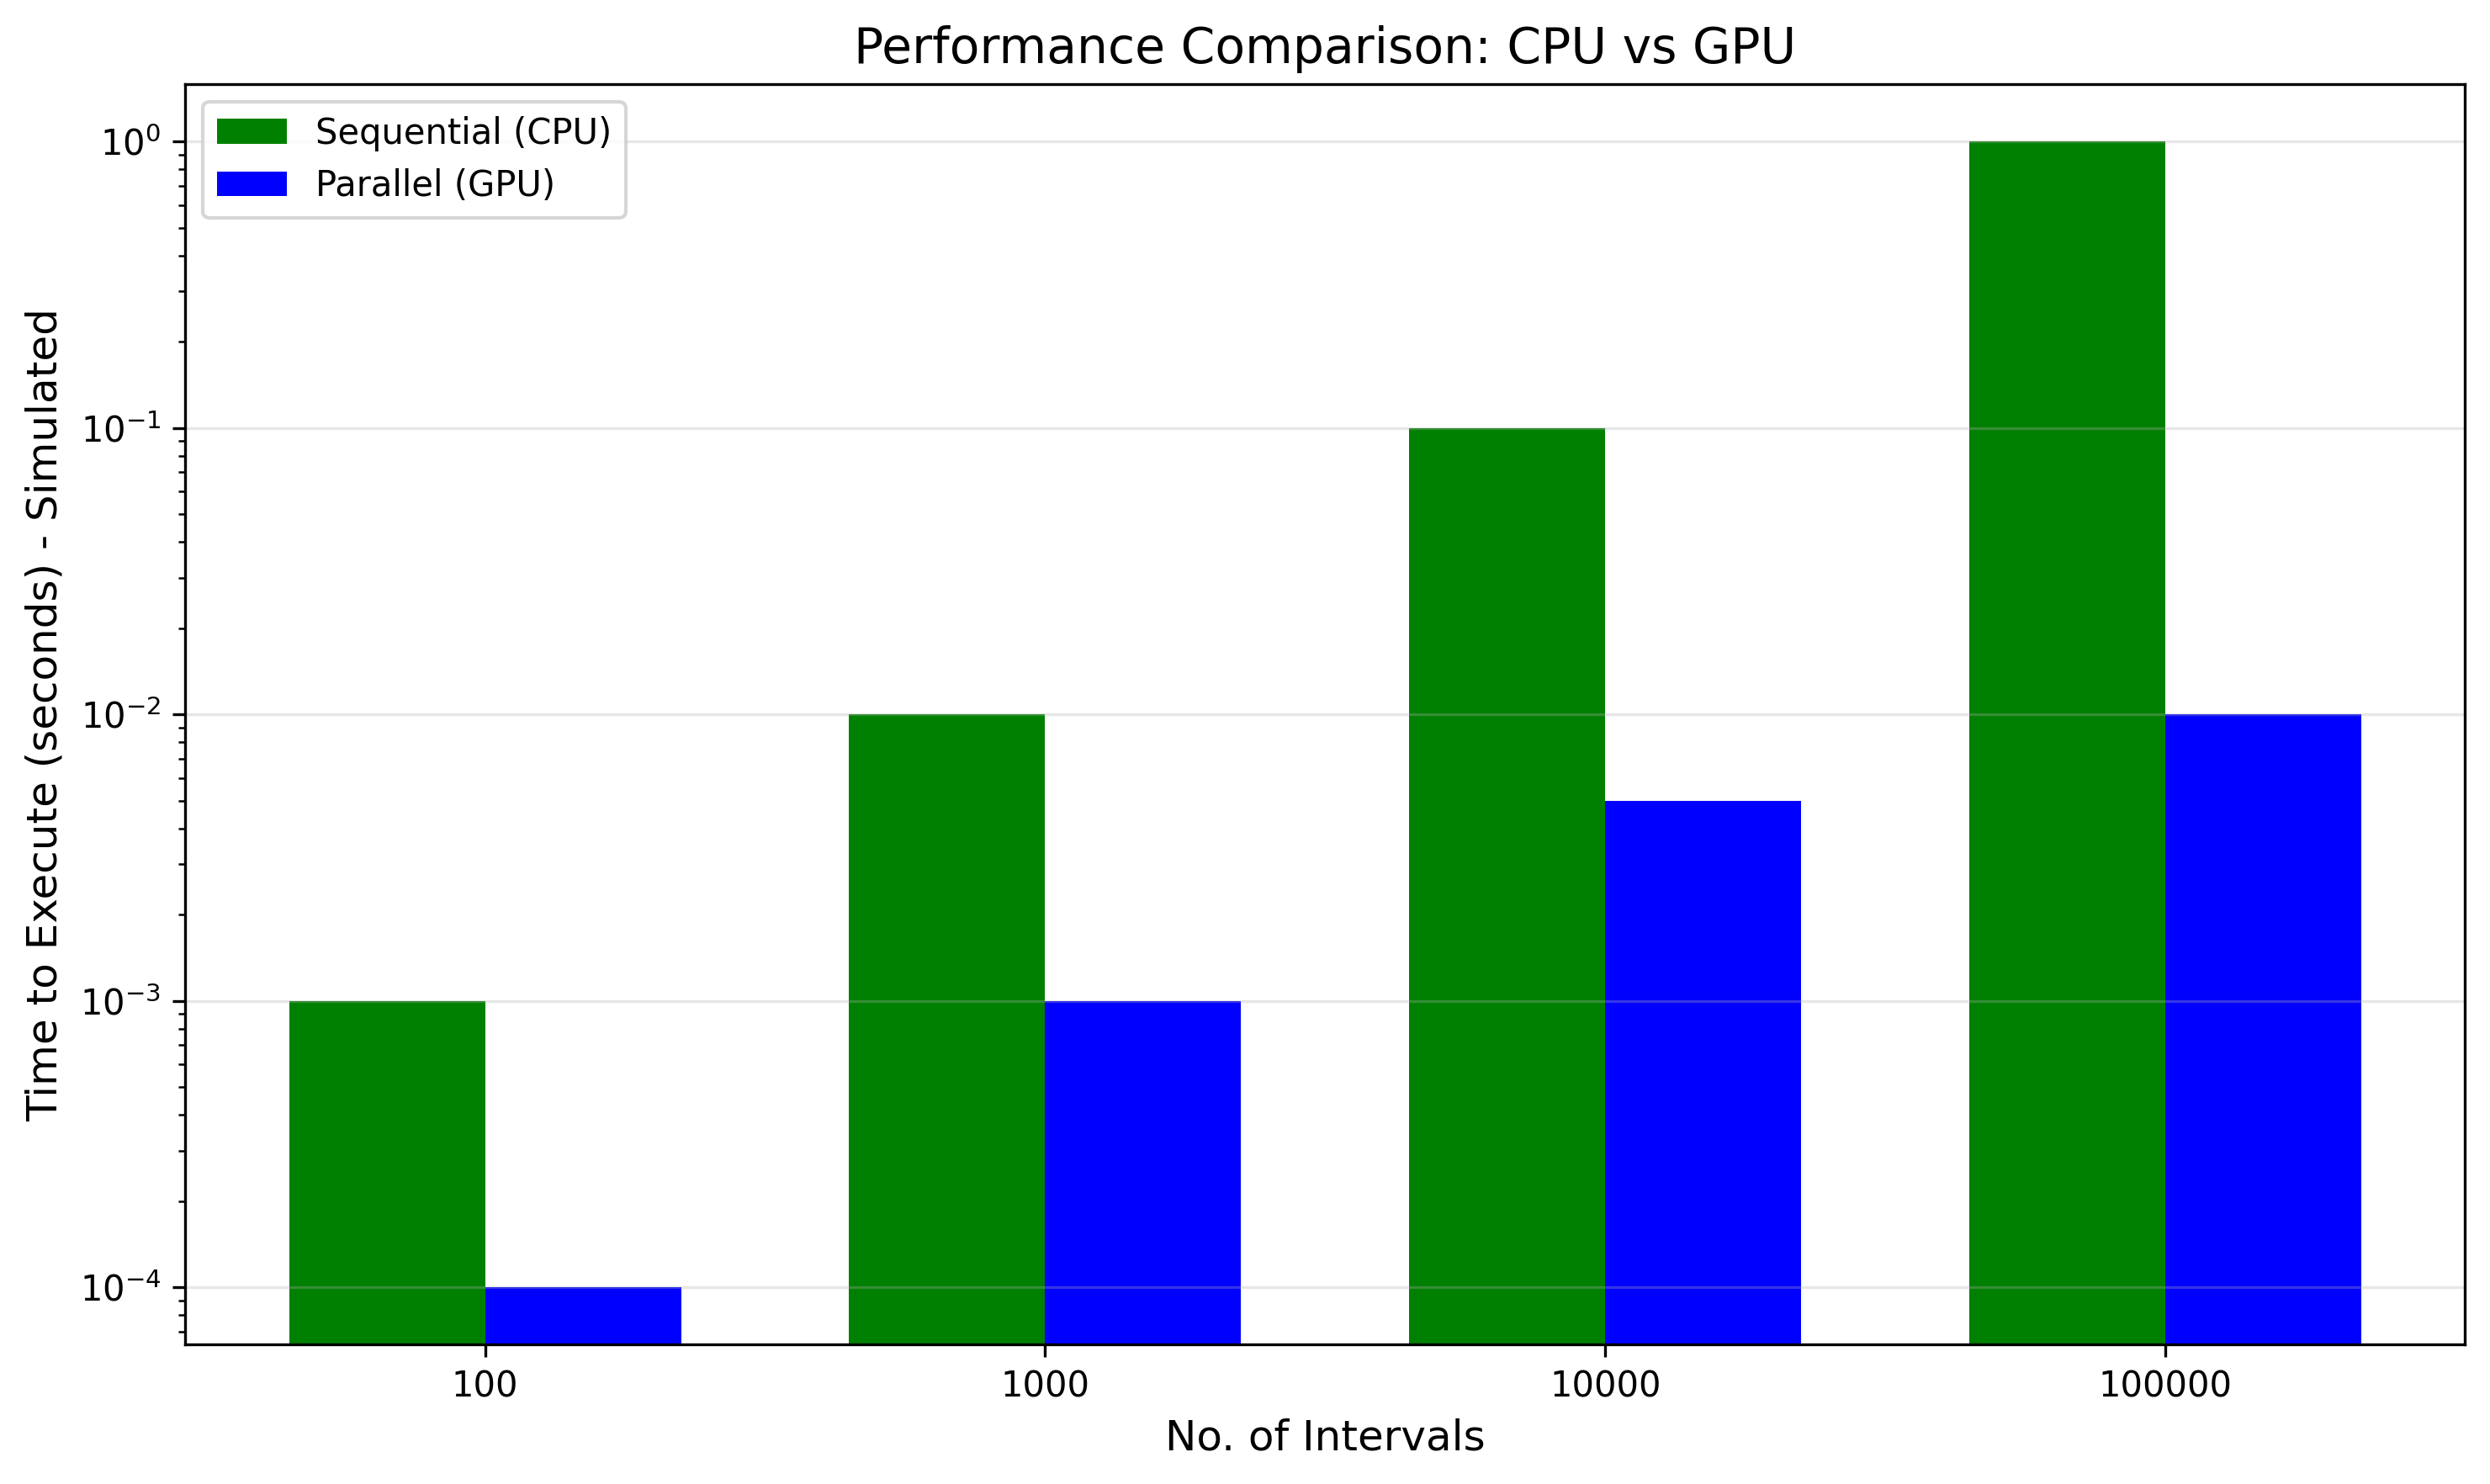 Performance Comparison: CPU vs GPU
Sequential (CPU)
Parallel (GPU)
Time to Execute (seconds) - Simulated
10⁰
10⁻¹
10⁻²
10⁻³
10⁻⁴
100 1000 10000 100000
No. of Intervals